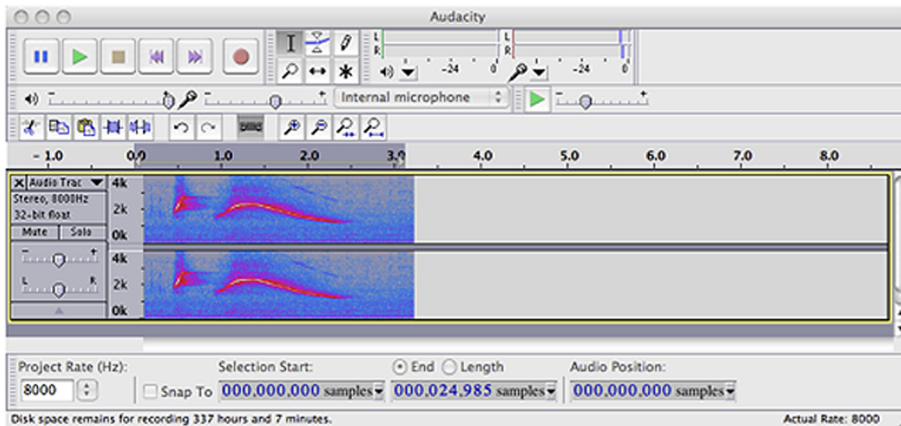 Audacity
L
R
-24 0
L
R
-24 0
Internal microphone
- 1.0 0.0 1.0 2.0 3.0 4.0 5.0 6.0 7.0 8.0
X Audio Trac
Stereo, 8000Hz
32-bit float
Mute Solo
- +
L R
4k
2k
0k
4k
2k
0k
Project Rate (Hz): Selection Start: End Length Audio Position:
8000 Snap To 000,000,000 samples 000,024,985 samples 000,000,000 samples
Disk space remains for recording 337 hours and 7 minutes. Actual Rate: 8000